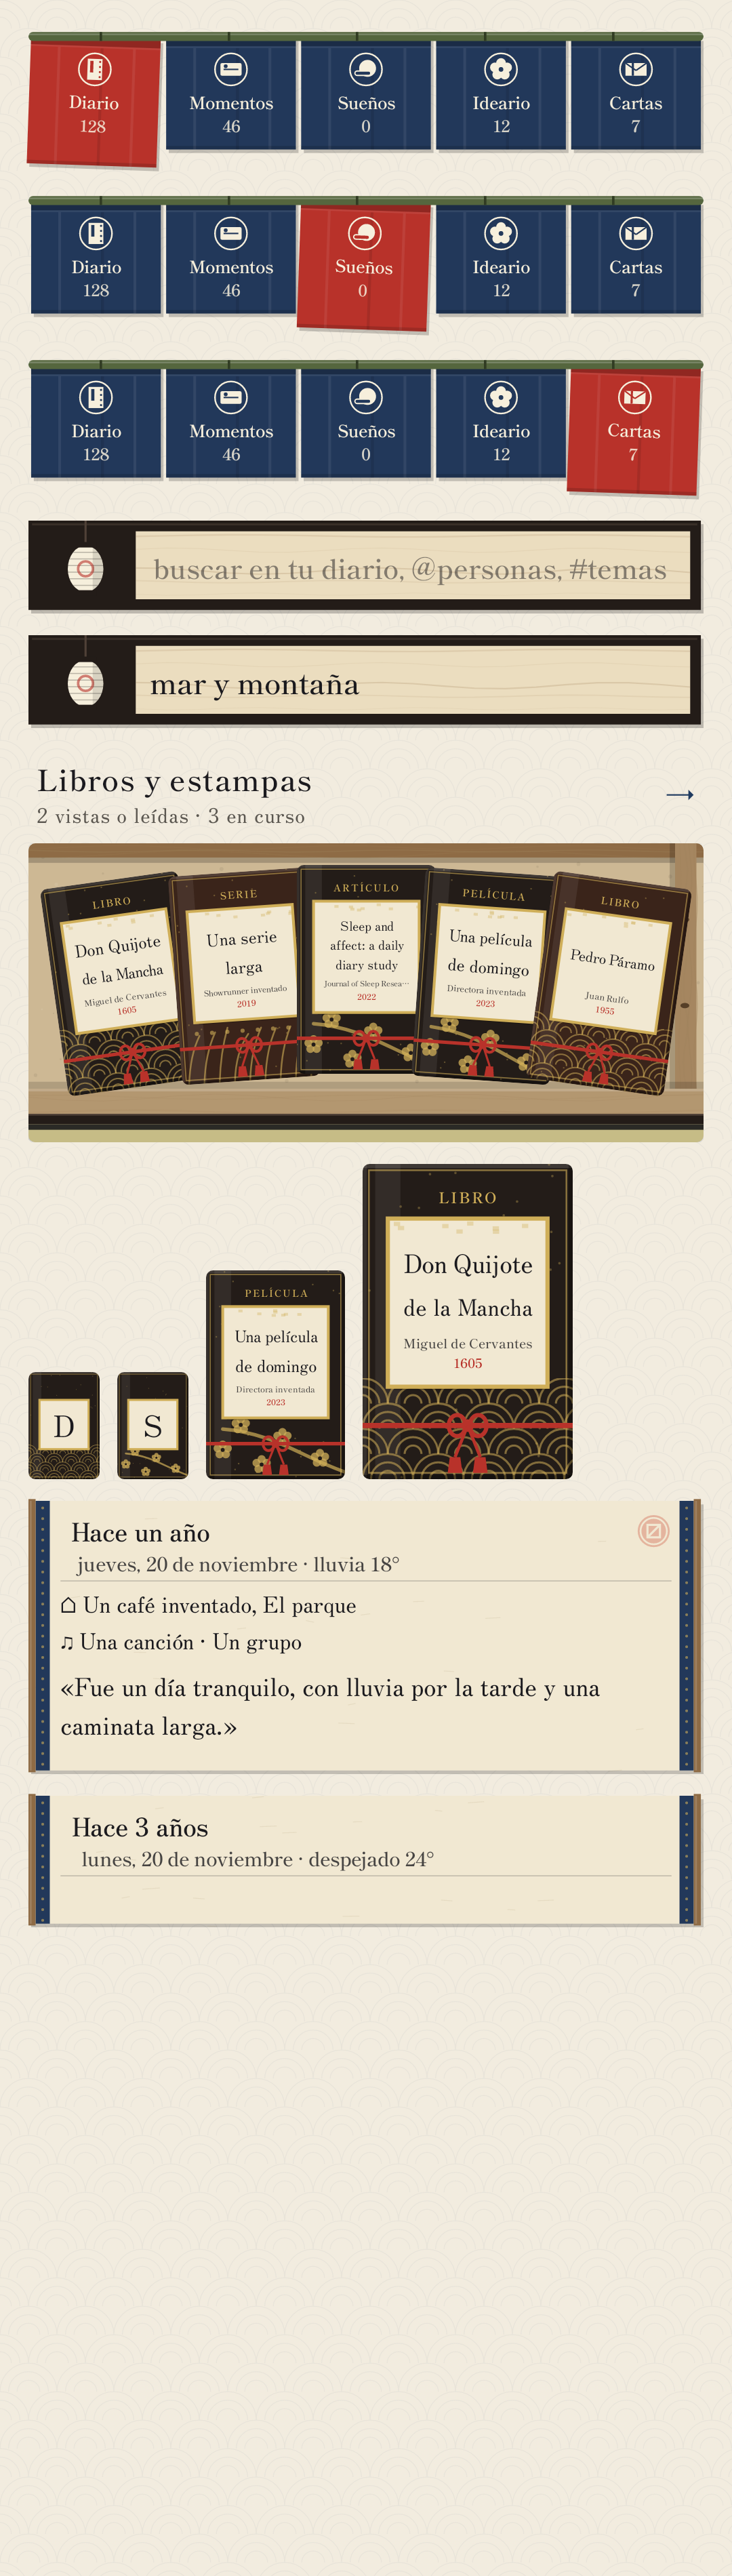 Diario
128
Momentos
46
Sueños
0
Ideario
12
Cartas
7
Diario
128
Momentos
46
Sueños
0
Ideario
12
Cartas
7
Diario
128
Momentos
46
Sueños
0
Ideario
12
Cartas
7
buscar en tu diario, @personas, #temas
mar y montaña
Libros y estampas
2 vistas o leídas · 3 en curso
→
LIBRO
Don Quijote
de la Mancha
Miguel de Cervantes
1605
SERIE
Una serie
larga
Showrunner inventado
2019
ARTÍCULO
Sleep and
affect: a daily
diary study
Journal of Sleep Resea…
2022
PELÍCULA
Una película
de domingo
Directora inventada
2023
LIBRO
Pedro Páramo
Juan Rulfo
1955
D
S
PELÍCULA
Una película
de domingo
Directora inventada
2023
LIBRO
Don Quijote
de la Mancha
Miguel de Cervantes
1605
Hace un año
jueves, 20 de noviembre · lluvia 18°
⌂ Un café inventado, El parque
♫ Una canción · Un grupo
«Fue un día tranquilo, con lluvia por la tarde y una
caminata larga.»
Hace 3 años
lunes, 20 de noviembre · despejado 24°